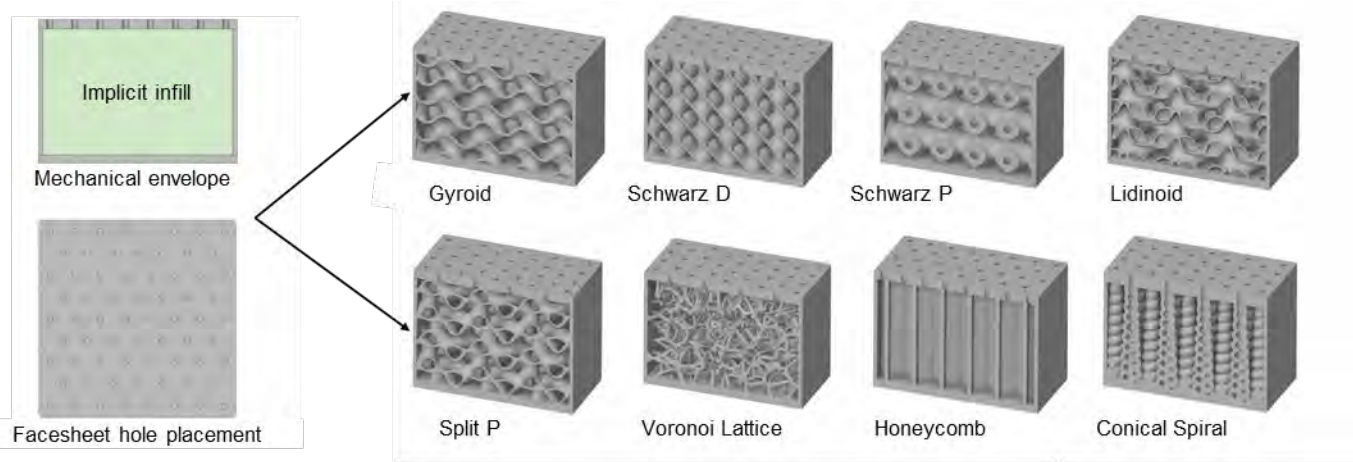 Implicit infill
Mechanical envelope
Facesheet hole placement
Gyroid
Schwarz D
Schwarz P
Lidinoid
Split P
Voronoi Lattice
Honeycomb
Conical Spiral